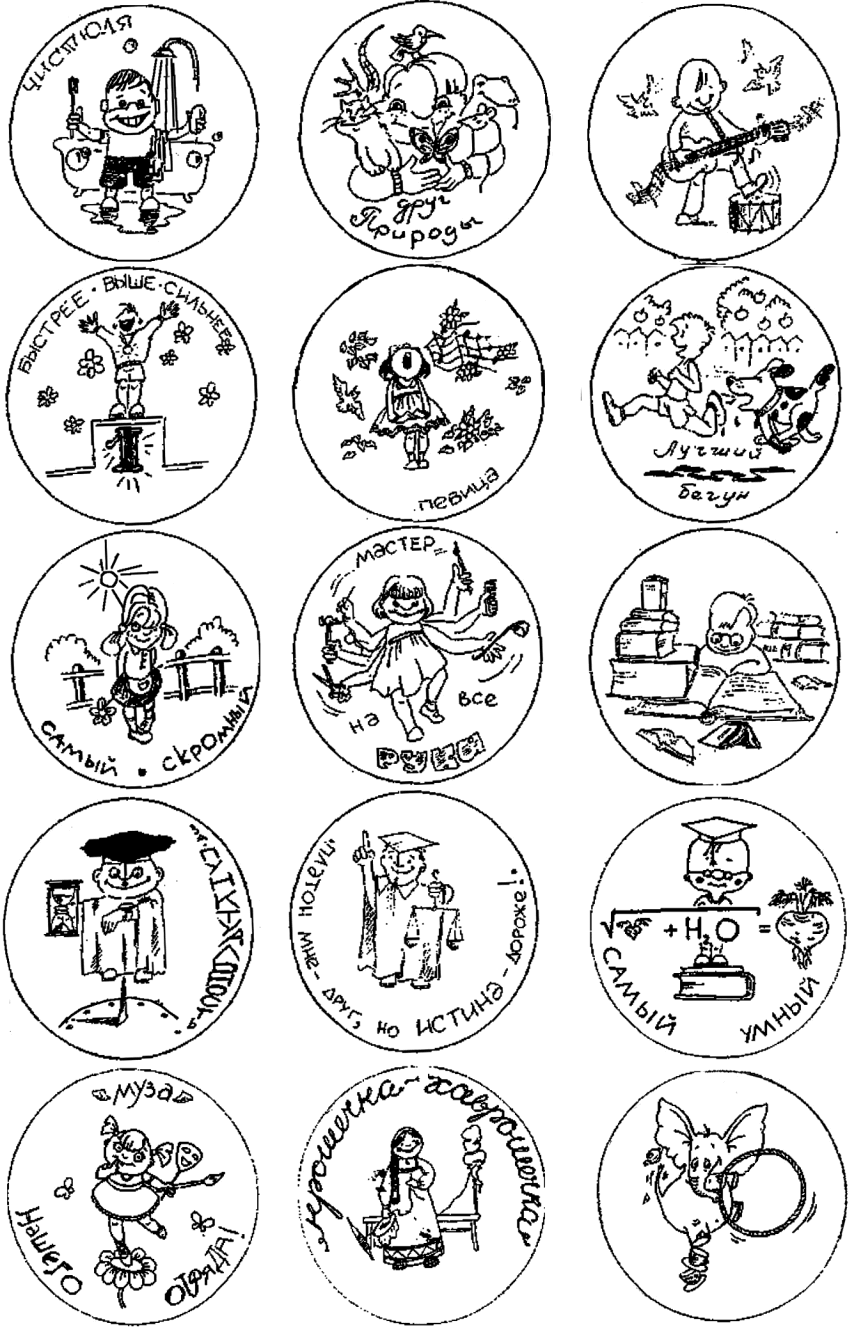 ЧИСТЮЛЯ
друг
Природы
БЫСТРЕЕ • ВЫШЕ • СИЛЬНЕЕ
1
певица
Лучший
бегун
САМЫЙ • СКРОМНЫЙ
МАСТЕР
на все
РУКИ
ПЛАТОН МНЕ - ДРУГ, НО ИСТИНА - ДОРОЖЕ!
√ + H₂O =
САМЫЙ УМНЫЙ
МУЗА
НАШЕГО ОТРЯДА!
"Крошечка - хаврошечка"